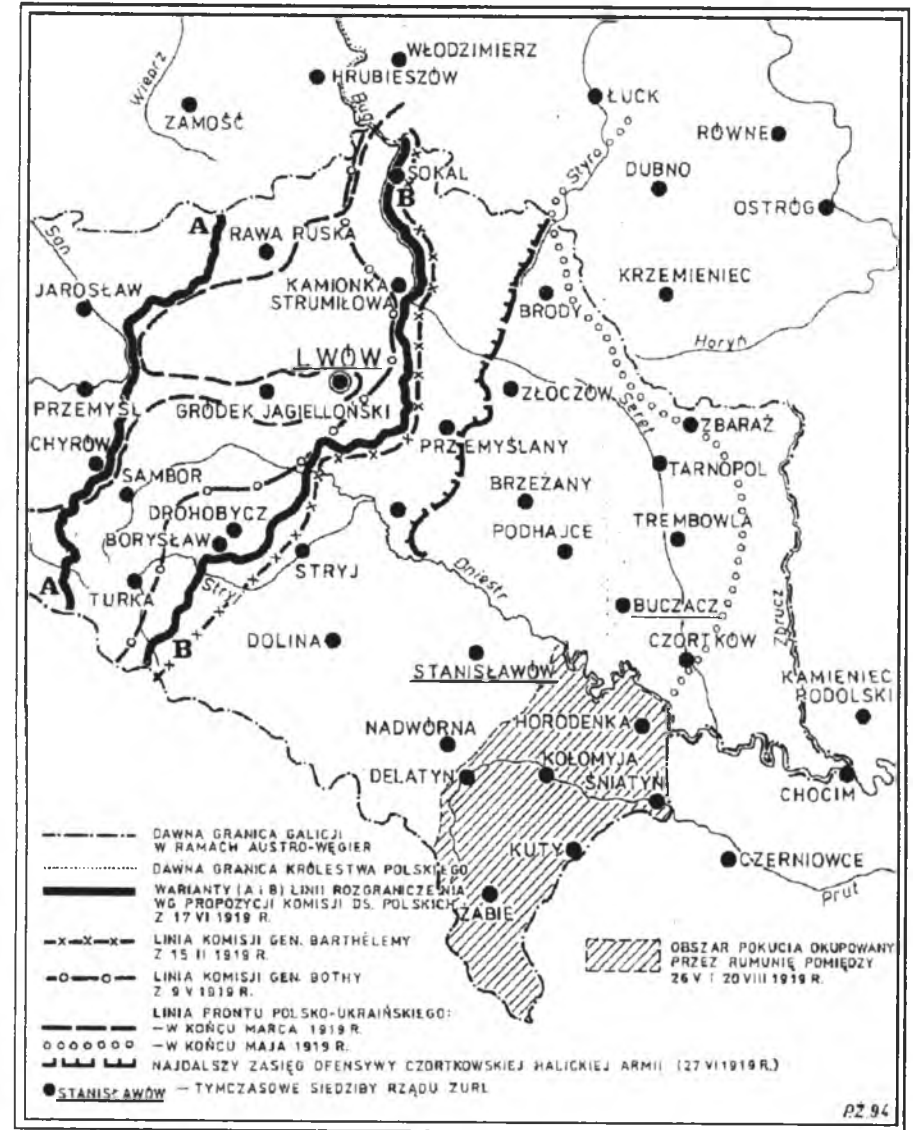 WŁODZIMIERZ
HRUBIESZÓW
Wieprz
Bug
ZAMOŚĆ
ŁUCK
RÓWNE
Styr
DUBNO
OSTRÓG
SOKAL
B
A
San
RAWA RUSKA
JAROSŁAW
KAMIONKA
STRUMIŁOWA
KRZEMIENIEC
BRODY
Horyń
LWÓW
PRZEMYŚL
GRÓDEK JAGIELLOŃSKI
ZŁOCZÓW
Seret
ZBARAŻ
CHYRÓW
PRZEMYŚLANY
TARNOPOL
SAMBOR
BRZEŻANY
DROHOBYCZ
BORYSŁAW
PODHAJCE
TREMBOWLA
A
TURKA
Stryj
STRYJ
Dniestr
BUCZACZ
Zbrucz
B
DOLINA
STANISŁAWÓW
CZORTKÓW
KAMIENIEC
PODOLSKI
NADWÓRNA
HORODENKA
DELATYN
KOŁOMYJA
ŚNIATYN
CHOCIM
KUTY
CZERNIOWCE
Prut
ŻABIE
DAWNA GRANICA GALICJI
W RAMACH AUSTRO-WĘGIER
DAWNA GRANICA KRÓLESTWA POLSKIEGO
WARIANTY (A i B) LINII ROZGRANICZENIA
WG PROPOZYCJI KOMISJI DS. POLSKICH
Z 17 VI 1919 R.
LINIA KOMISJI GEN. BARTHÉLEMY
Z 15 II 1919 R.
LINIA KOMISJI GEN. BOTHY
Z 9 V 1919 R.
LINIA FRONTU POLSKO-UKRAIŃSKIEGO:
—W KOŃCU MARCA 1919 R.
—W KOŃCU MAJA 1919 R.
NAJDALSZY ZASIĘG OFENSYWY CZORTKOWSKIEJ HALICKIEJ ARMII (27 VI 1919 R.)
STANISŁAWÓW — TYMCZASOWE SIEDZIBY RZĄDU ZURL
OBSZAR POKUCIA OKUPOWANY
PRZEZ RUMUNIĘ POMIĘDZY
26 V I 20 VIII 1919 R.
P.Ż. 94